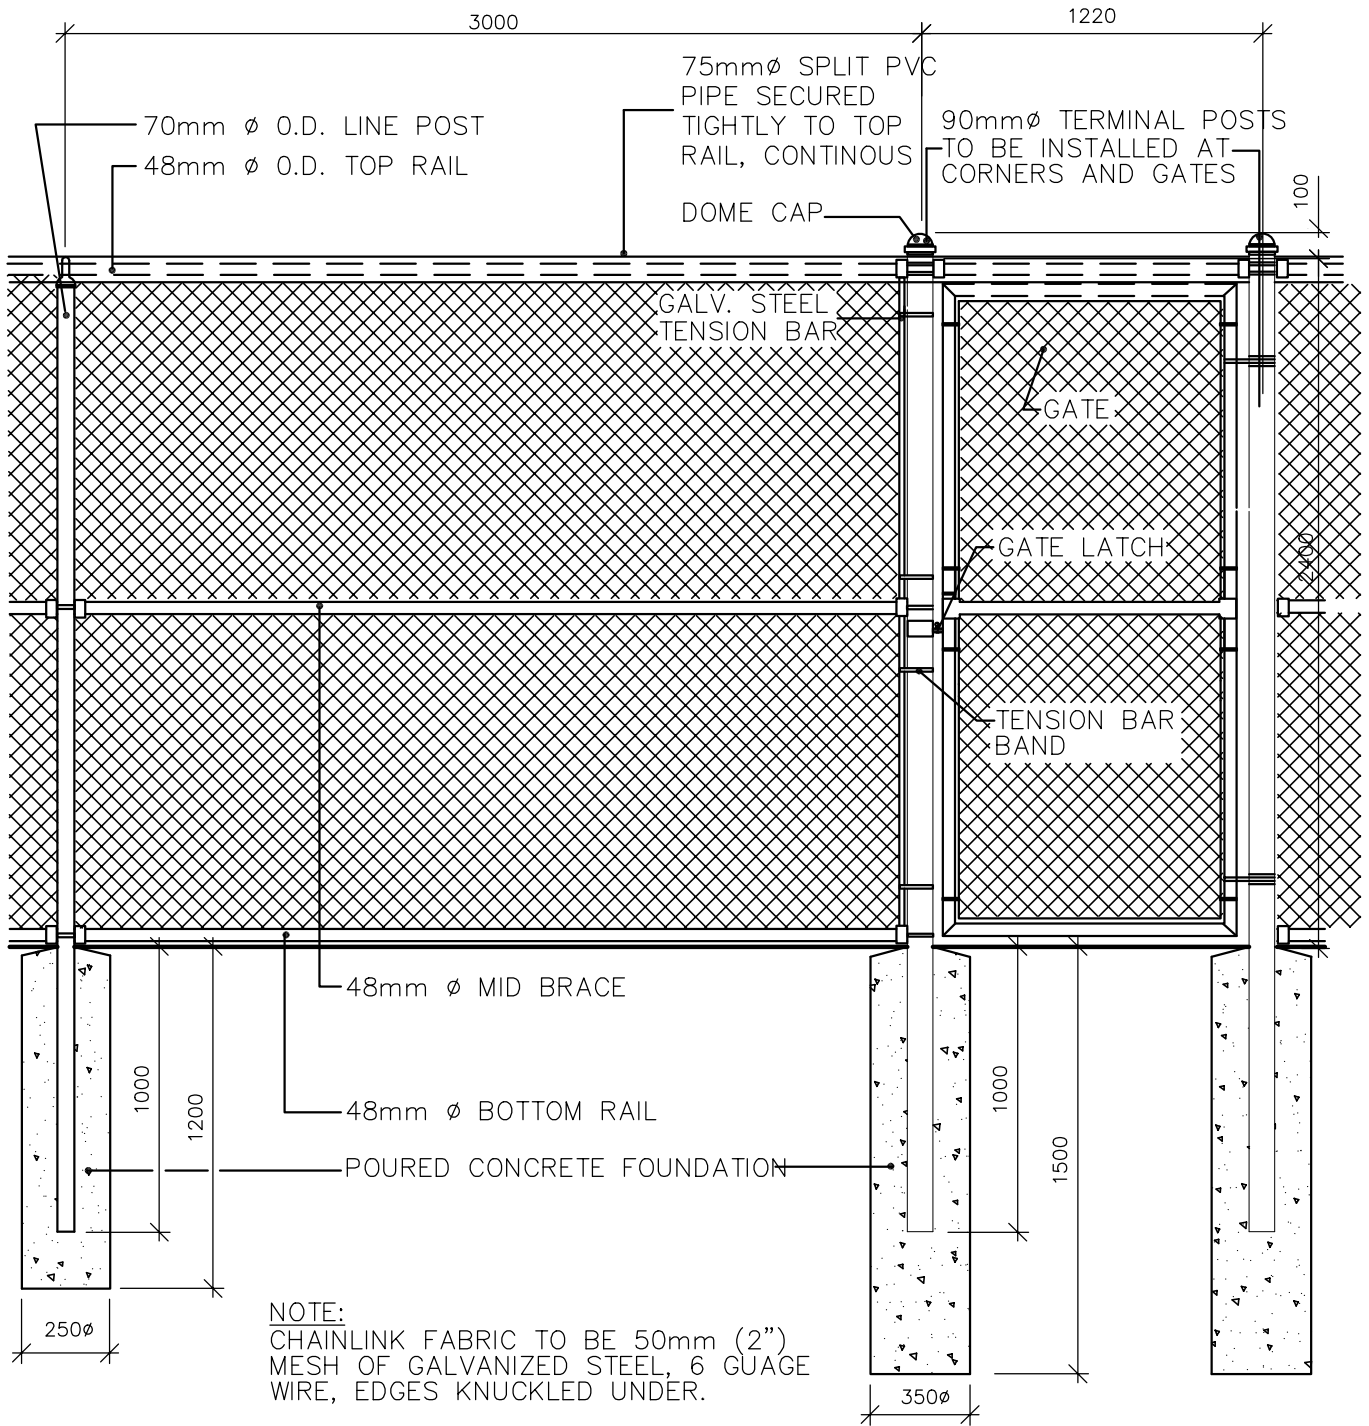 3000
1220
75mmø SPLIT PVC
PIPE SECURED
TIGHTLY TO TOP
RAIL, CONTINOUS
70mm ø O.D. LINE POST
48mm ø O.D. TOP RAIL
90mmø TERMINAL POSTS
TO BE INSTALLED AT
CORNERS AND GATES
100
DOME CAP
GALV. STEEL
TENSION BAR
GATE
GATE LATCH
2400
TENSION BAR
BAND
48mm ø MID BRACE
1000
1200
48mm ø BOTTOM RAIL
1000
1500
POURED CONCRETE FOUNDATION
250ø
NOTE:
CHAINLINK FABRIC TO BE 50mm (2”)
MESH OF GALVANIZED STEEL, 6 GUAGE
WIRE, EDGES KNUCKLED UNDER.
350ø